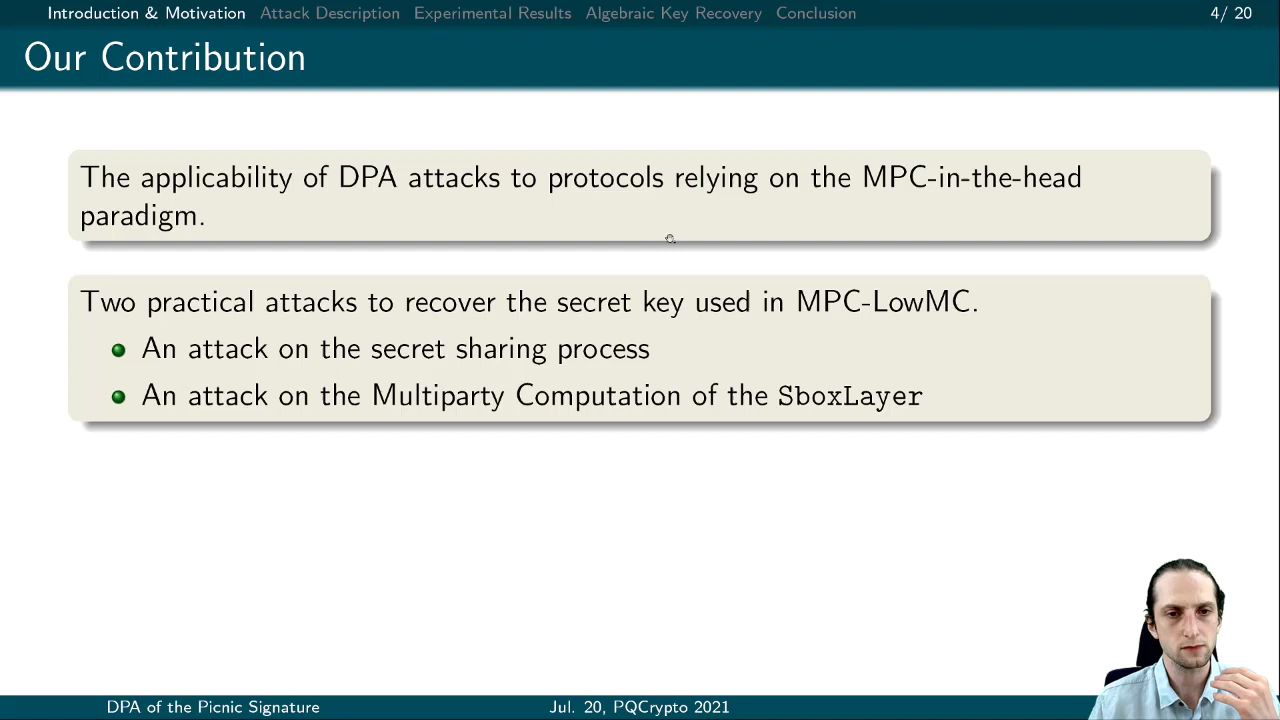 Introduction & Motivation Attack Description Experimental Results Algebraic Key Recovery Conclusion 4/ 20
Our Contribution
The applicability of DPA attacks to protocols relying on the MPC-in-the-head
paradigm.
Two practical attacks to recover the secret key used in MPC-LowMC.
An attack on the secret sharing process
An attack on the Multiparty Computation of the SboxLayer
DPA of the Picnic Signature Jul. 20, PQCrypto 2021